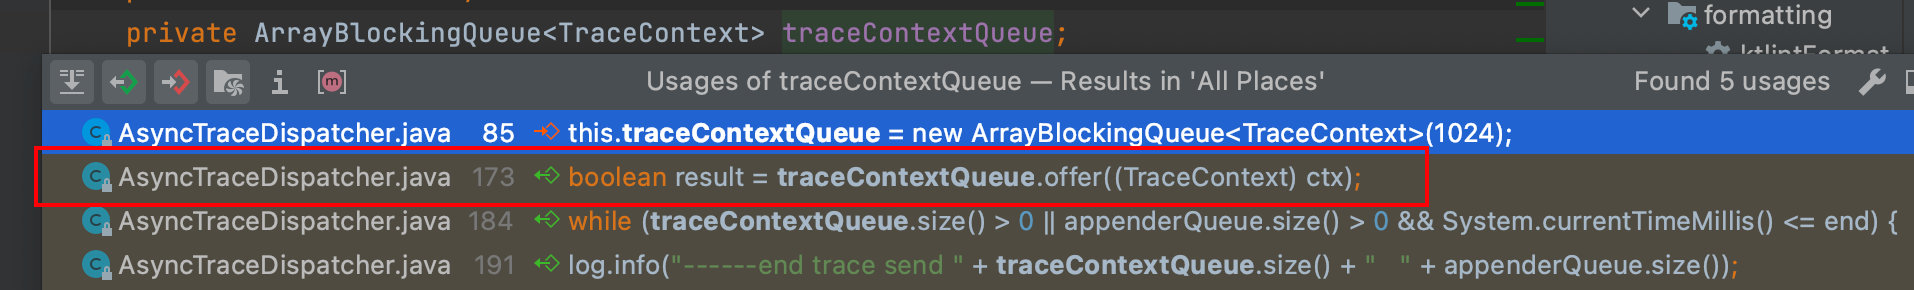 formatting
private ArrayBlockingQueue<TraceContext> traceContextQueue;
ktlintFormat
Usages of traceContextQueue — Results in 'All Places'
Found 5 usages
AsyncTraceDispatcher.java 85 this.traceContextQueue = new ArrayBlockingQueue<TraceContext>(1024);
AsyncTraceDispatcher.java 173 boolean result = traceContextQueue.offer((TraceContext) ctx);
AsyncTraceDispatcher.java 184 while (traceContextQueue.size() > 0 || appenderQueue.size() > 0 && System.currentTimeMillis() <= end) {
AsyncTraceDispatcher.java 191 log.info("------end trace send " + traceContextQueue.size() + "   " + appenderQueue.size());